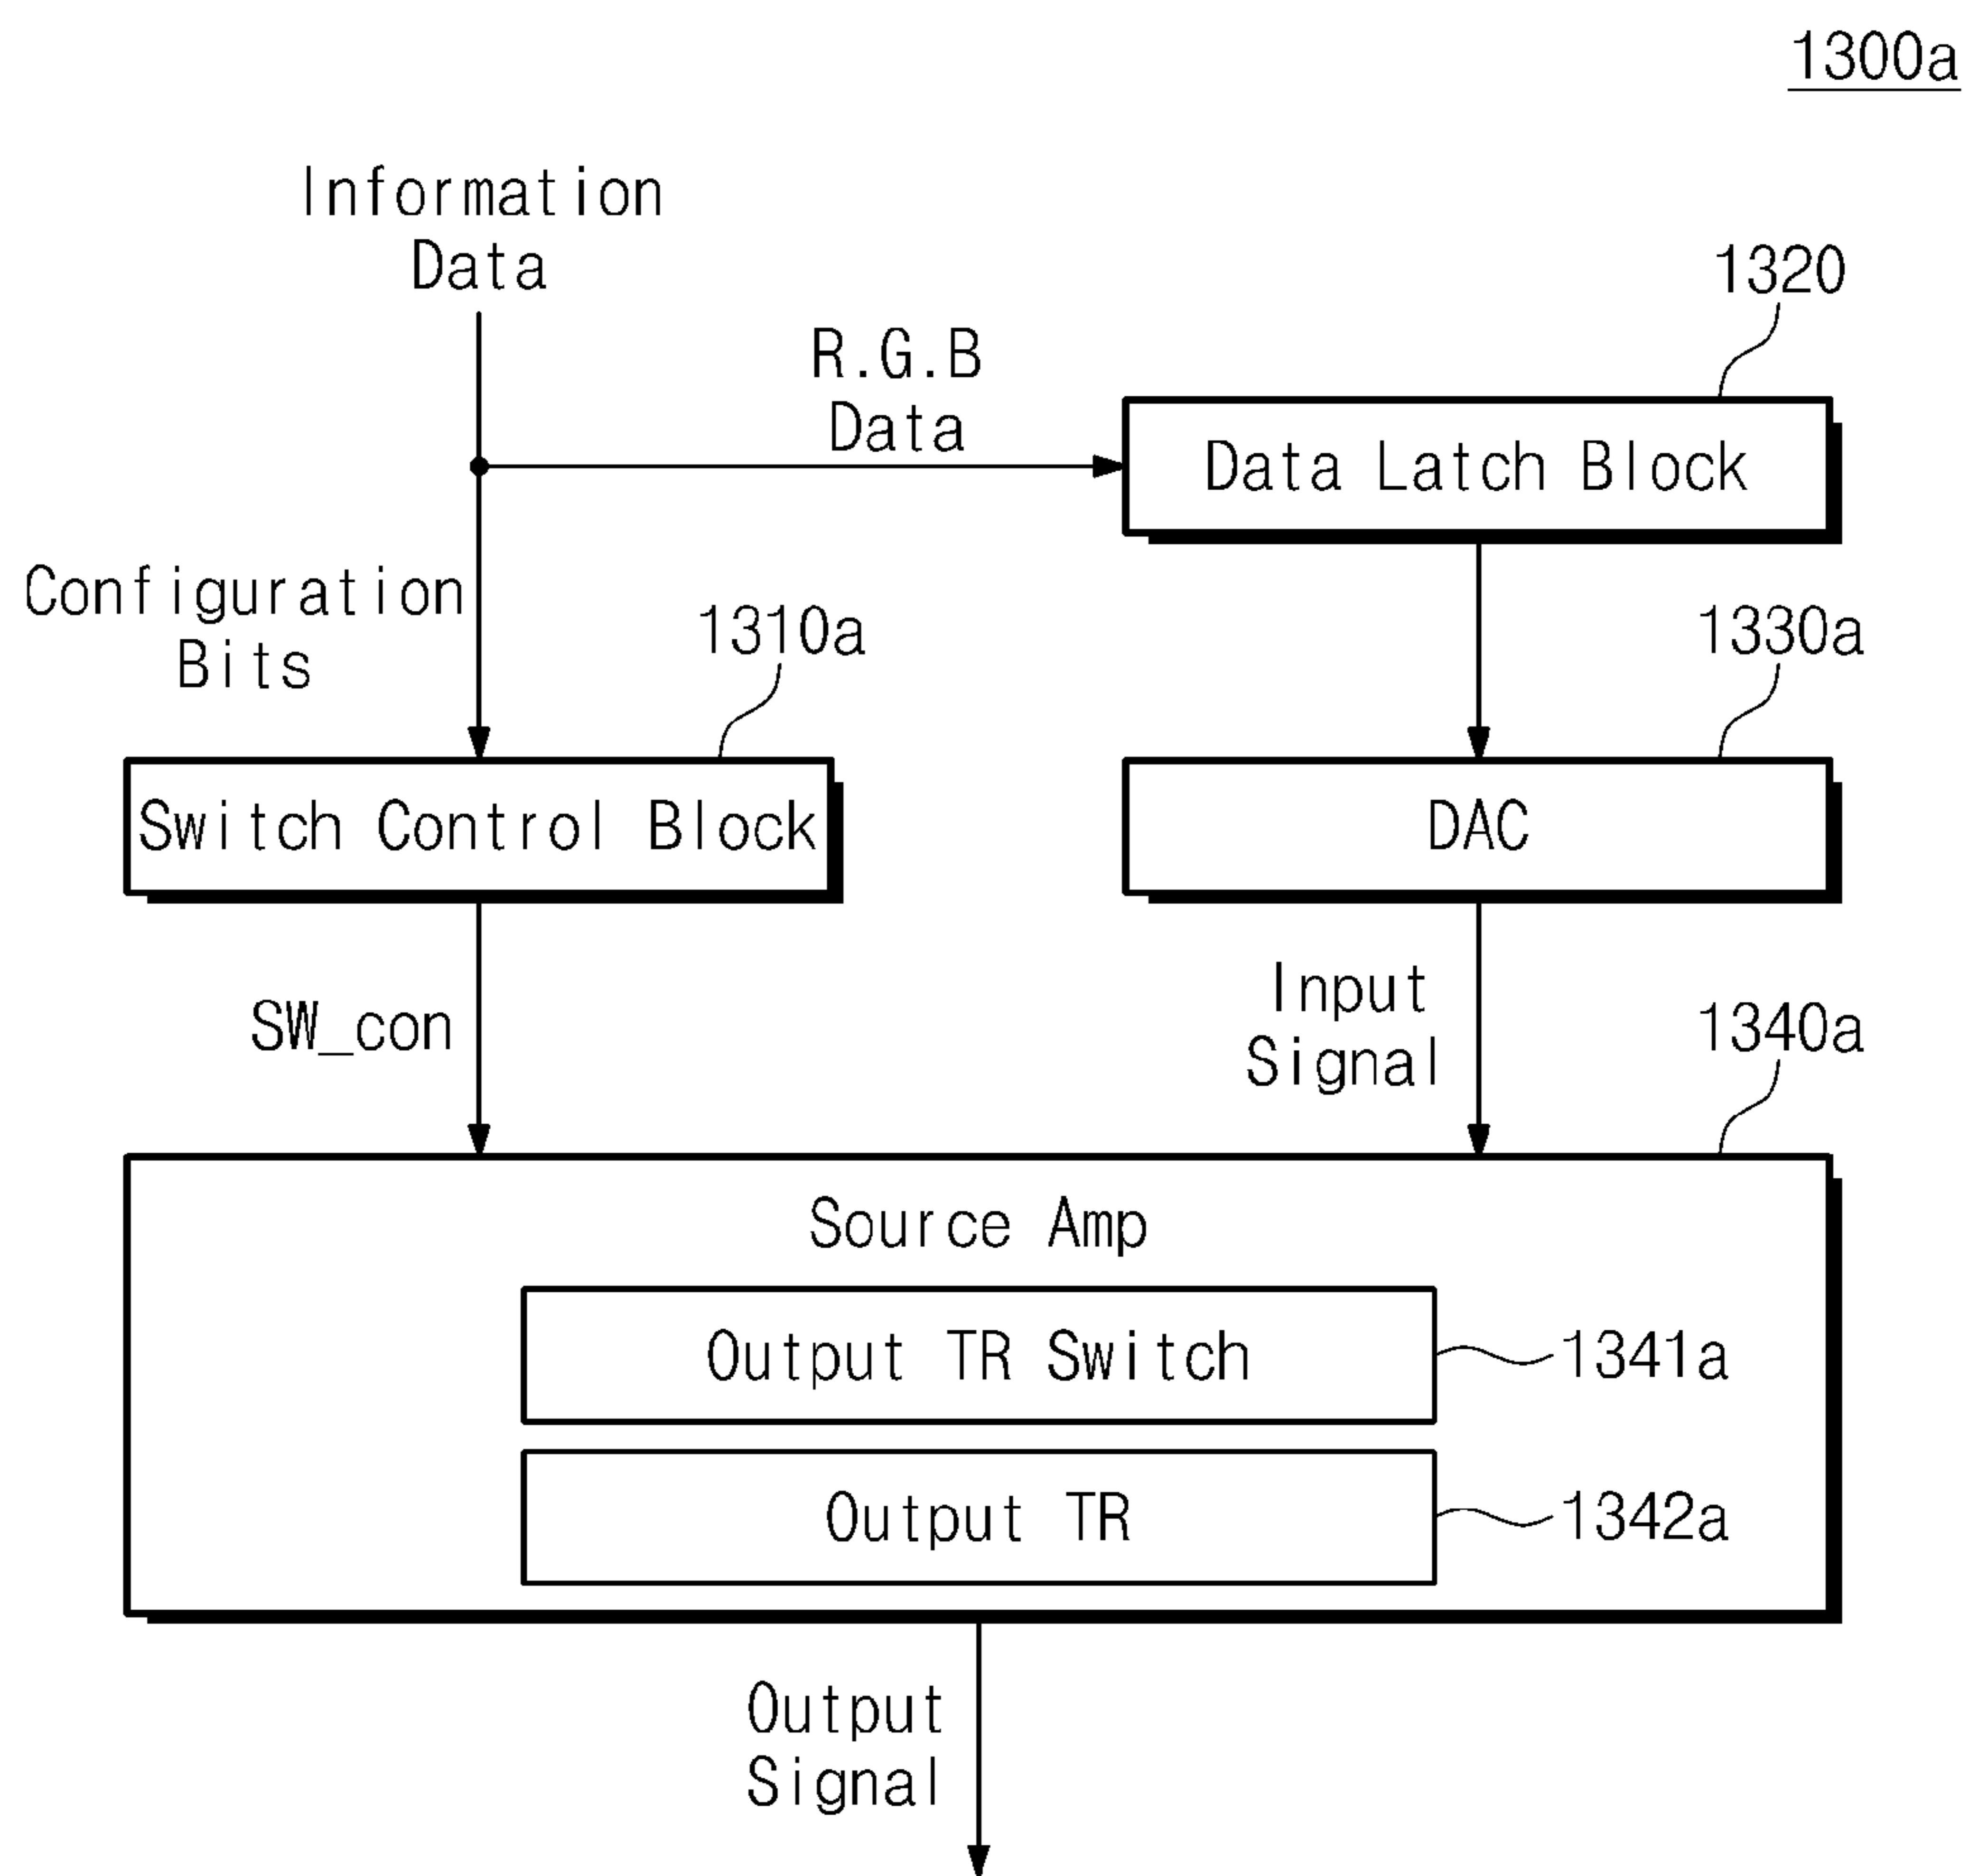 1300a
Information
Data
R.G.B
Data
1320
Data Latch Block
Configuration
Bits
1310a
1330a
Switch Control Block
DAC
SW_con
Input
Signal
1340a
Source Amp
Output TR Switch
1341a
Output TR
1342a
Output
Signal